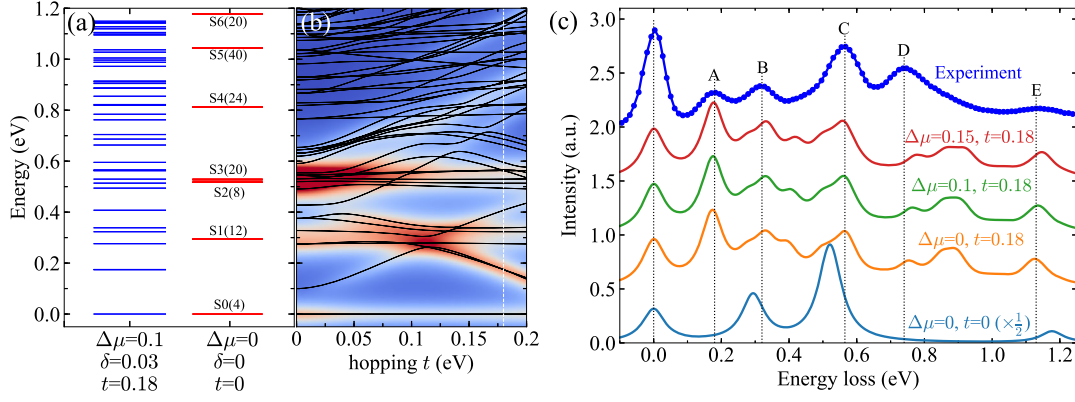 (a)
Energy (eV)
1.2
1.0
0.8
0.6
0.4
0.2
0.0
S6(20)
S5(40)
S4(24)
S3(20)
S2(8)
S1(12)
S0(4)
Δμ=0.1
δ=0.03
t=0.18
Δμ=0
δ=0
t=0
(b)
0
0.05
0.1
0.15
0.2
hopping t (eV)
(c)
Intensity (a.u.)
3.0
2.5
2.0
1.5
1.0
0.5
0.0
A
B
C
D
E
Experiment
Δμ=0.15, t=0.18
Δμ=0.1, t=0.18
Δμ=0, t=0.18
Δμ=0, t=0 (×½)
0.0
0.2
0.4
0.6
0.8
1.0
1.2
Energy loss (eV)